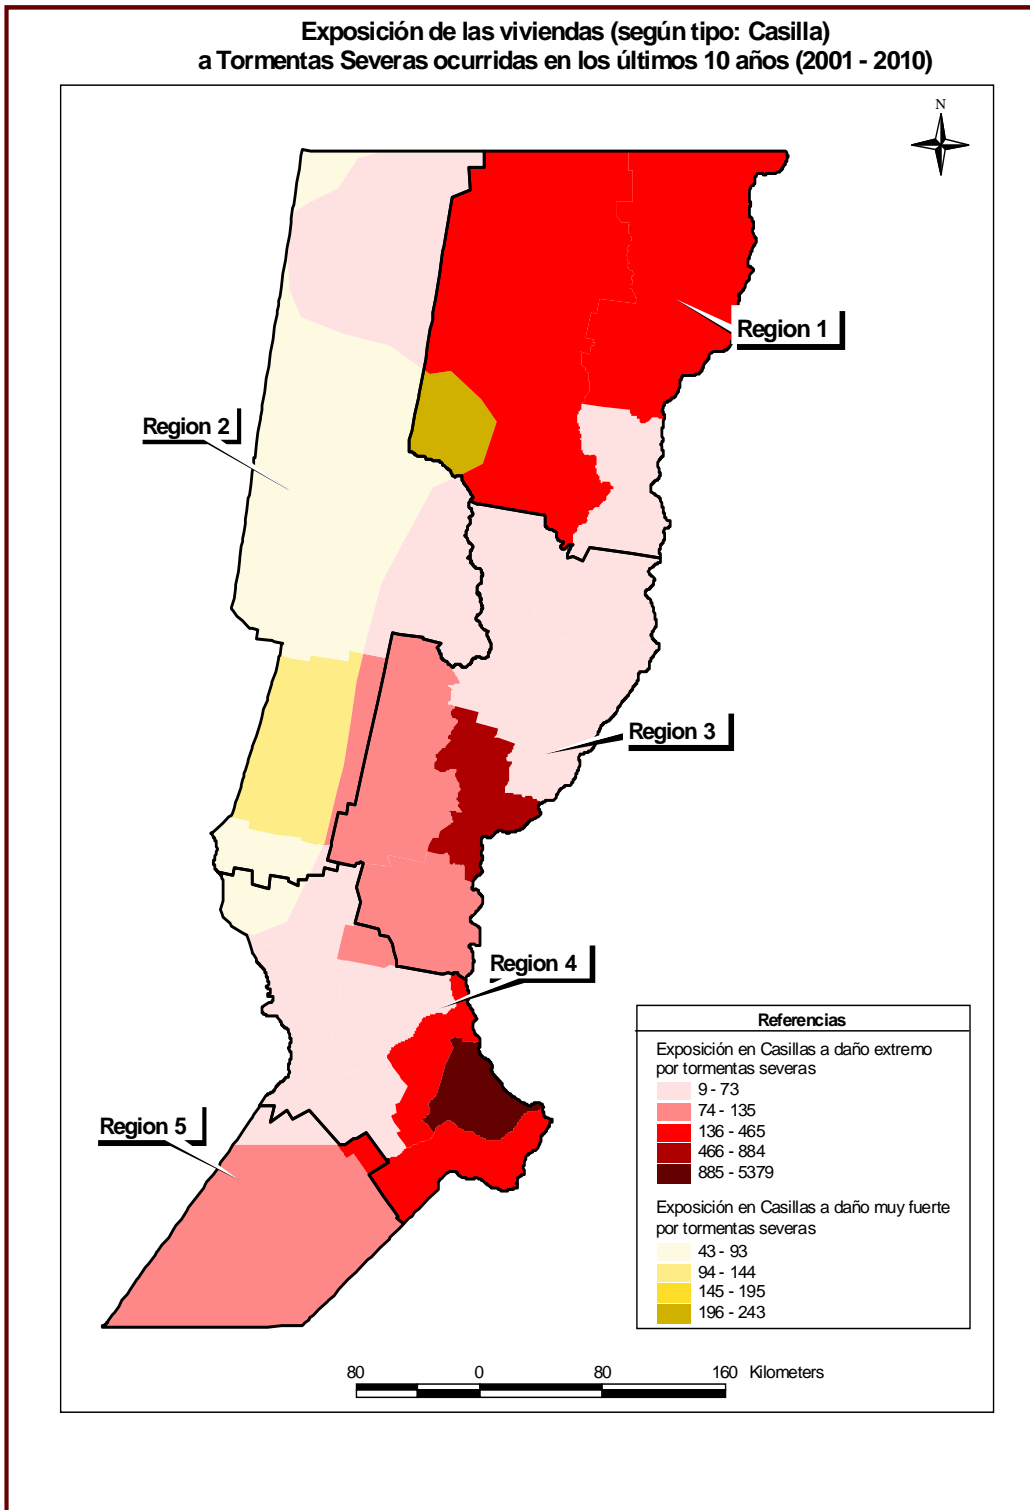 Exposición de las viviendas (según tipo: Casilla)
a Tormentas Severas ocurridas en los últimos 10 años (2001 - 2010)
N
Region 1
Region 2
Region 3
Region 4
Region 5
Referencias
Exposición en Casillas a daño extremo
por tormentas severas
9 - 73
74 - 135
136 - 465
466 - 884
885 - 5379
Exposición en Casillas a daño muy fuerte
por tormentas severas
43 - 93
94 - 144
145 - 195
196 - 243
80 0 80 160 Kilometers